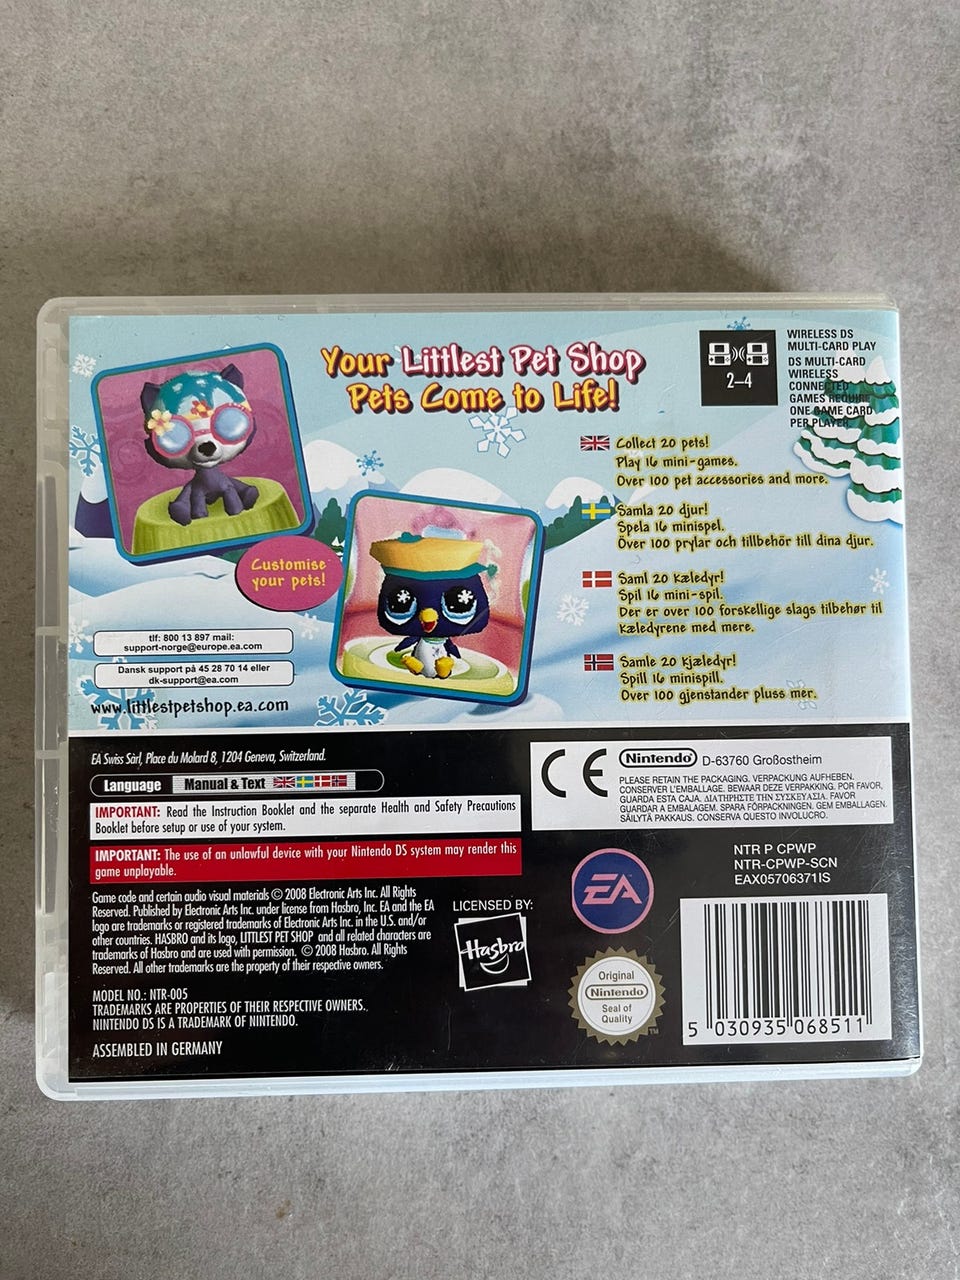 Your Littlest Pet Shop
Pets Come to Life!
2–4
WIRELESS DS
MULTI-CARD PLAY
DS MULTI-CARD
WIRELESS
CONNECTED
GAMES REQUIRE
ONE GAME CARD
PER PLAYER.
Collect 20 pets!
Play 16 mini-games.
Over 100 pet accessories and more.
Samla 20 djur!
Spela 16 minispel.
Över 100 prylar och tillbehör till dina djur.
Saml 20 kæledyr!
Spil 16 mini-spil.
Der er over 100 forskellige slags tilbehør til
kæledyrene med mere.
Samle 20 kjæledyr!
Spill 16 minispill.
Over 100 gjenstander pluss mer.
Customise
your pets!
tlf: 800 13 897 mail:
support-norge@europe.ea.com
Dansk support på 45 28 70 14 eller
dk-support@ea.com
www.littlestpetshop.ea.com
EA Swiss Sàrl, Place du Molard 8, 1204 Geneva, Switzerland.
Language Manual & Text
IMPORTANT: Read the Instruction Booklet and the separate Health and Safety Precautions
Booklet before setup or use of your system.
IMPORTANT: The use of an unlawful device with your Nintendo DS system may render this
game unplayable.
Game code and certain audio visual materials © 2008 Electronic Arts Inc. All Rights
Reserved. Published by Electronic Arts Inc. under license from Hasbro, Inc. EA and the EA
logo are trademarks or registered trademarks of Electronic Arts Inc. in the U.S. and/or
other countries. HASBRO and its logo, LITTLEST PET SHOP and all related characters are
trademarks of Hasbro and are used with permission. © 2008 Hasbro. All Rights
Reserved. All other trademarks are the property of their respective owners.
MODEL NO.: NTR-005
TRADEMARKS ARE PROPERTIES OF THEIR RESPECTIVE OWNERS.
NINTENDO DS IS A TRADEMARK OF NINTENDO.
ASSEMBLED IN GERMANY
LICENSED BY:
Hasbro
CE Nintendo D-63760 Großostheim
PLEASE RETAIN THE PACKAGING. VERPACKUNG AUFHEBEN.
CONSERVER L'EMBALLAGE. BEWAAR DEZE VERPAKKING. POR FAVOR,
GUARDA ESTA CAJA. ΔΙΑΤΗΡΗΣΤΕ ΤΗΝ ΣΥΣΚΕΥΑΣΙΑ. FAVOR
GUARDAR A EMBALAGEM. SPARA FÖRPACKNINGEN. GEM EMBALLAGEN.
SÄILYTÄ PAKKAUS. CONSERVA QUESTO INVOLUCRO.
EA
NTR P CPWP
NTR-CPWP-SCN
EAX05706371IS
Original
Nintendo
Seal of
Quality
TM
5 030935 068511